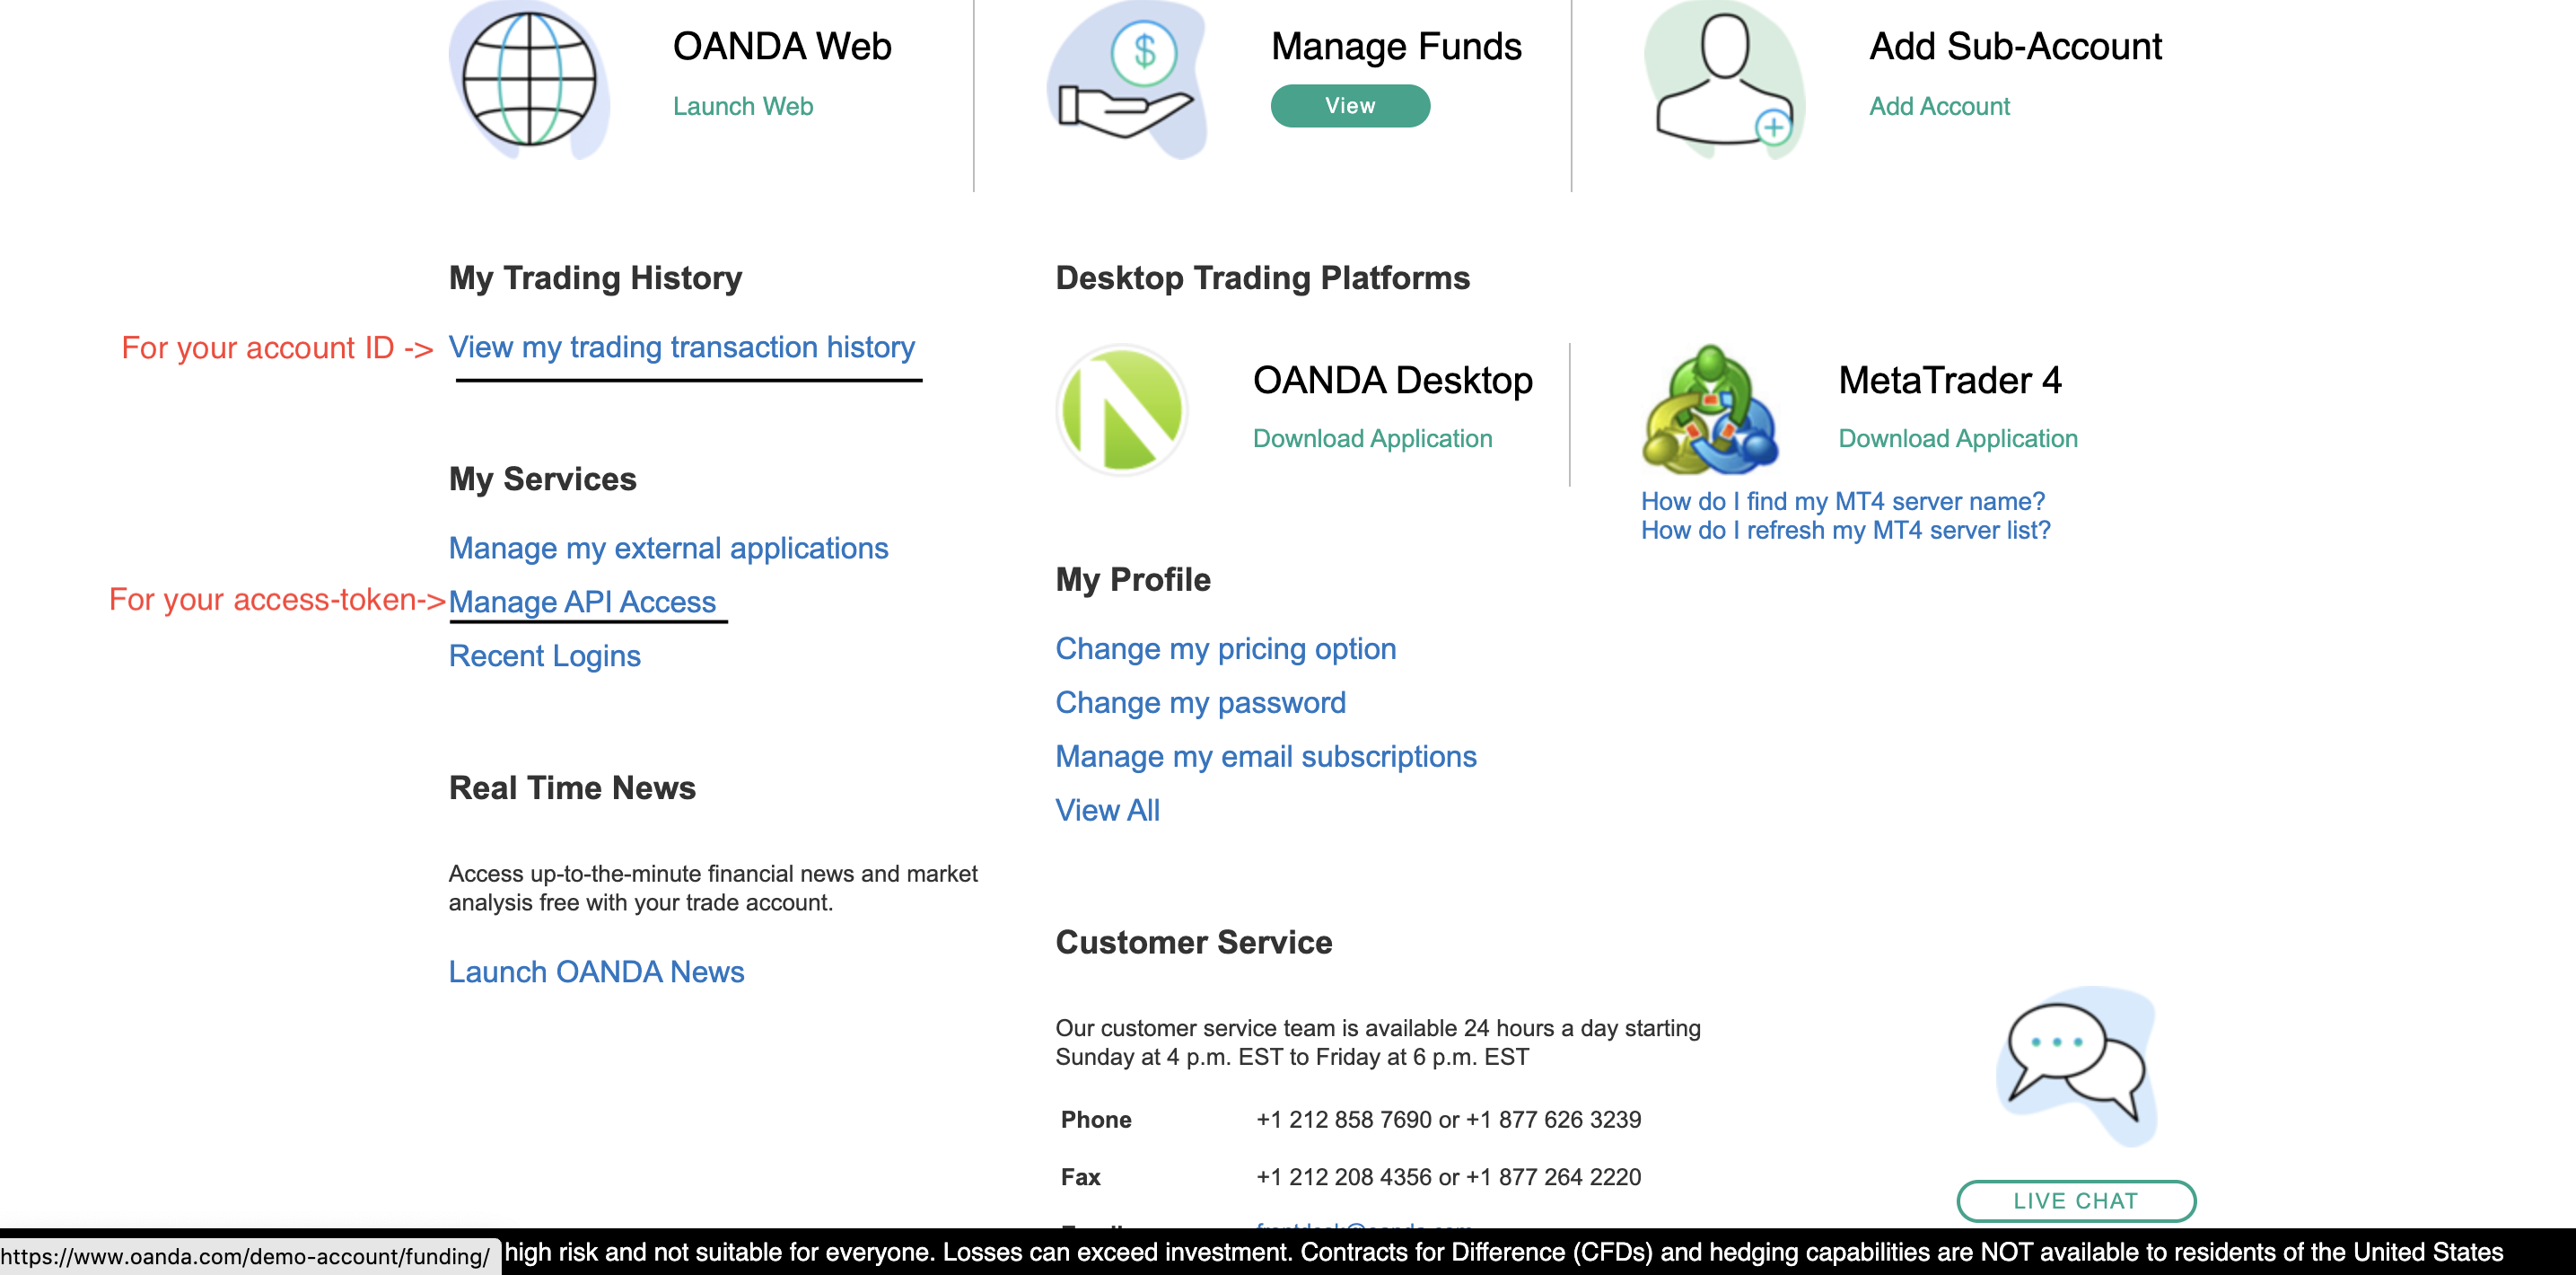 OANDA Web
Launch Web
$
Manage Funds
View
Add Sub-Account
Add Account
My Trading History
For your account ID -> View my trading transaction history
My Services
Manage my external applications
For your access-token-> Manage API Access
Recent Logins
Real Time News
Access up-to-the-minute financial news and market
analysis free with your trade account.
Launch OANDA News
Desktop Trading Platforms
OANDA Desktop
Download Application
MetaTrader 4
Download Application
How do I find my MT4 server name?
How do I refresh my MT4 server list?
My Profile
Change my pricing option
Change my password
Manage my email subscriptions
View All
Customer Service
Our customer service team is available 24 hours a day starting
Sunday at 4 p.m. EST to Friday at 6 p.m. EST
Phone +1 212 858 7690 or +1 877 626 3239
Fax +1 212 208 4356 or +1 877 264 2220
LIVE CHAT
https://www.oanda.com/demo-account/funding/
high risk and not suitable for everyone. Losses can exceed investment. Contracts for Difference (CFDs) and hedging capabilities are NOT available to residents of the United States